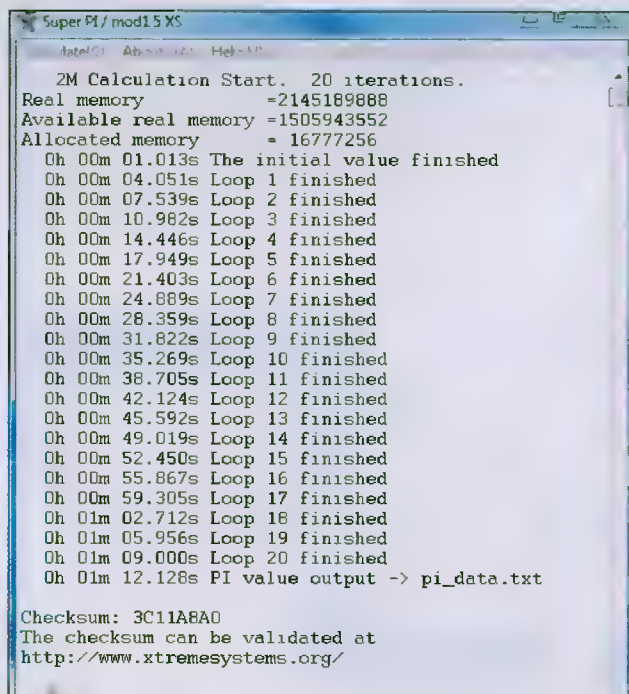 Super PI / mod1.5 XS
2M Calculation Start. 20 iterations.
Real memory =2145189888
Available real memory =1505943552
Allocated memory = 16777256
0h 00m 01.013s The initial value finished
0h 00m 04.051s Loop 1 finished
0h 00m 07.539s Loop 2 finished
0h 00m 10.982s Loop 3 finished
0h 00m 14.446s Loop 4 finished
0h 00m 17.949s Loop 5 finished
0h 00m 21.403s Loop 6 finished
0h 00m 24.889s Loop 7 finished
0h 00m 28.359s Loop 8 finished
0h 00m 31.822s Loop 9 finished
0h 00m 35.269s Loop 10 finished
0h 00m 38.705s Loop 11 finished
0h 00m 42.124s Loop 12 finished
0h 00m 45.592s Loop 13 finished
0h 00m 49.019s Loop 14 finished
0h 00m 52.450s Loop 15 finished
0h 00m 55.867s Loop 16 finished
0h 00m 59.305s Loop 17 finished
0h 01m 02.712s Loop 18 finished
0h 01m 05.956s Loop 19 finished
0h 01m 09.000s Loop 20 finished
0h 01m 12.128s PI value output -> pi_data.txt
Checksum: 3C11A8A0
The checksum can be validated at
http://www.xtremesystems.org/